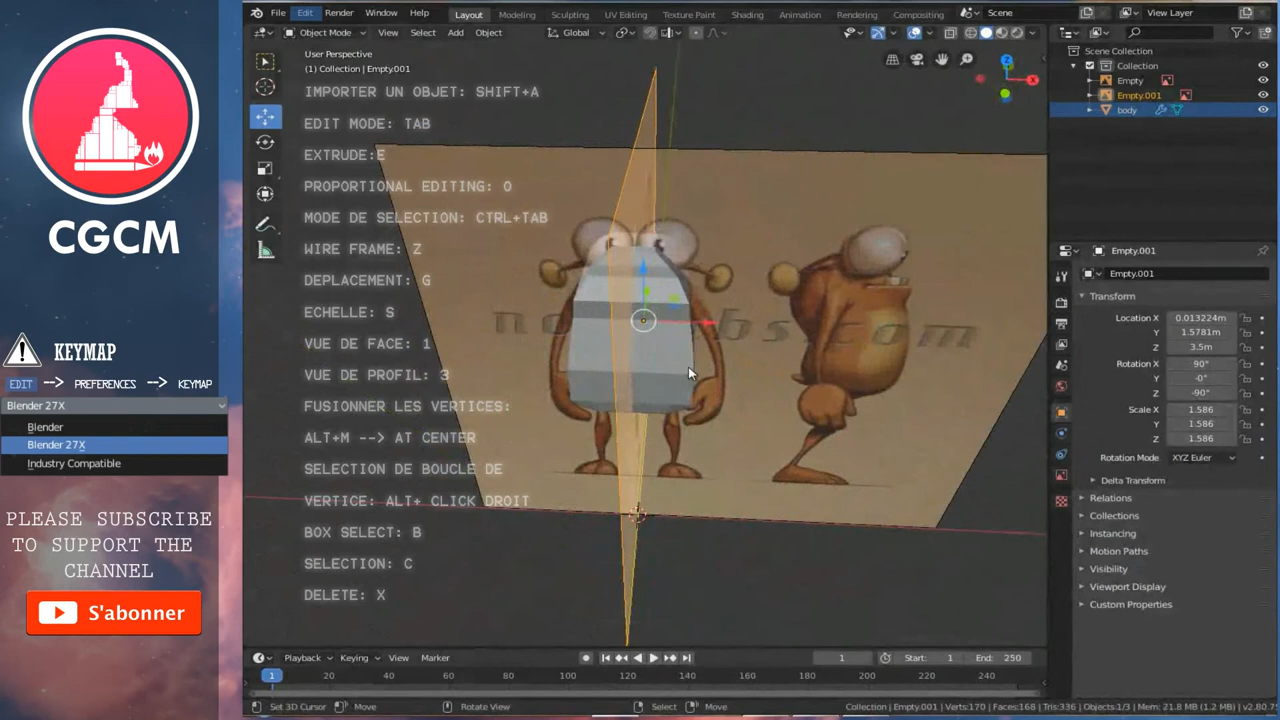 CGCM
KEYMAP
EDIT --> PREFERENCES --> KEYMAP
Blender 27X
Blender
Blender 27X
Industry Compatible
PLEASE SUBSCRIBE
TO SUPPORT THE
CHANNEL
S'abonner
File Edit Render Window Help Layout Modeling Sculpting UV Editing Texture Paint Shading Animation Rendering Compositing Scene View Layer
Object Mode View Select Add Object Global
User Perspective
(1) Collection | Empty.001
IMPORTER UN OBJET: SHIFT+A
EDIT MODE: TAB
EXTRUDE:E
PROPORTIONAL EDITING: O
MODE DE SELECTION: CTRL+TAB
WIRE FRAME: Z
DEPLACEMENT: G
ECHELLE: S
VUE DE FACE: 1
VUE DE PROFIL: 3
FUSIONNER LES VERTICES:
ALT+M --> AT CENTER
SELECTION DE BOUCLE DE
VERTICE: ALT+ CLICK DROIT
BOX SELECT: B
SELECTION: C
DELETE: X
Scene Collection
Collection
Empty
Empty.001
body
Empty.001
Empty.001
Transform
Location X 0.013224m
Y 1.5781m
Z 3.5m
Rotation X 90°
Y -0°
Z -90°
Scale X 1.586
Y 1.586
Z 1.586
Rotation Mode XYZ Euler
Delta Transform
Relations
Collections
Instancing
Motion Paths
Visibility
Viewport Display
Custom Properties
Playback Keying View Marker 1 Start: 1 End: 250
1 20 40 60 80 100 120 140 160 180 200 220 240
Set 3D Cursor Move Rotate View Select Move Collection | Empty.001 | Verts:170 | Faces:168 | Tris:336 | Objects:1/3 | Mem: 21.8 MB (1.2 MB) | v2.80.7